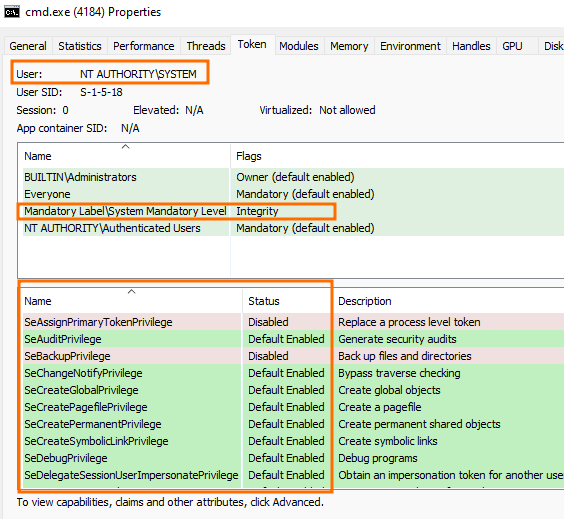 cmd.exe (4184) Properties
General Statistics Performance Threads Token Modules Memory Environment Handles GPU Disk
User: NT AUTHORITY\SYSTEM
User SID: S-1-5-18
Session: 0 Elevated: N/A Virtualized: Not allowed
App container SID: N/A
Name Flags
BUILTIN\Administrators Owner (default enabled)
Everyone Mandatory (default enabled)
Mandatory Label\System Mandatory Level Integrity
NT AUTHORITY\Authenticated Users Mandatory (default enabled)
Name Status Description
SeAssignPrimaryTokenPrivilege Disabled Replace a process level token
SeAuditPrivilege Default Enabled Generate security audits
SeBackupPrivilege Disabled Back up files and directories
SeChangeNotifyPrivilege Default Enabled Bypass traverse checking
SeCreateGlobalPrivilege Default Enabled Create global objects
SeCreatePagefilePrivilege Default Enabled Create a pagefile
SeCreatePermanentPrivilege Default Enabled Create permanent shared objects
SeCreateSymbolicLinkPrivilege Default Enabled Create symbolic links
SeDebugPrivilege Default Enabled Debug programs
SeDelegateSessionUserImpersonatePrivilege Default Enabled Obtain an impersonation token for another use
To view capabilities, claims and other attributes, click Advanced.